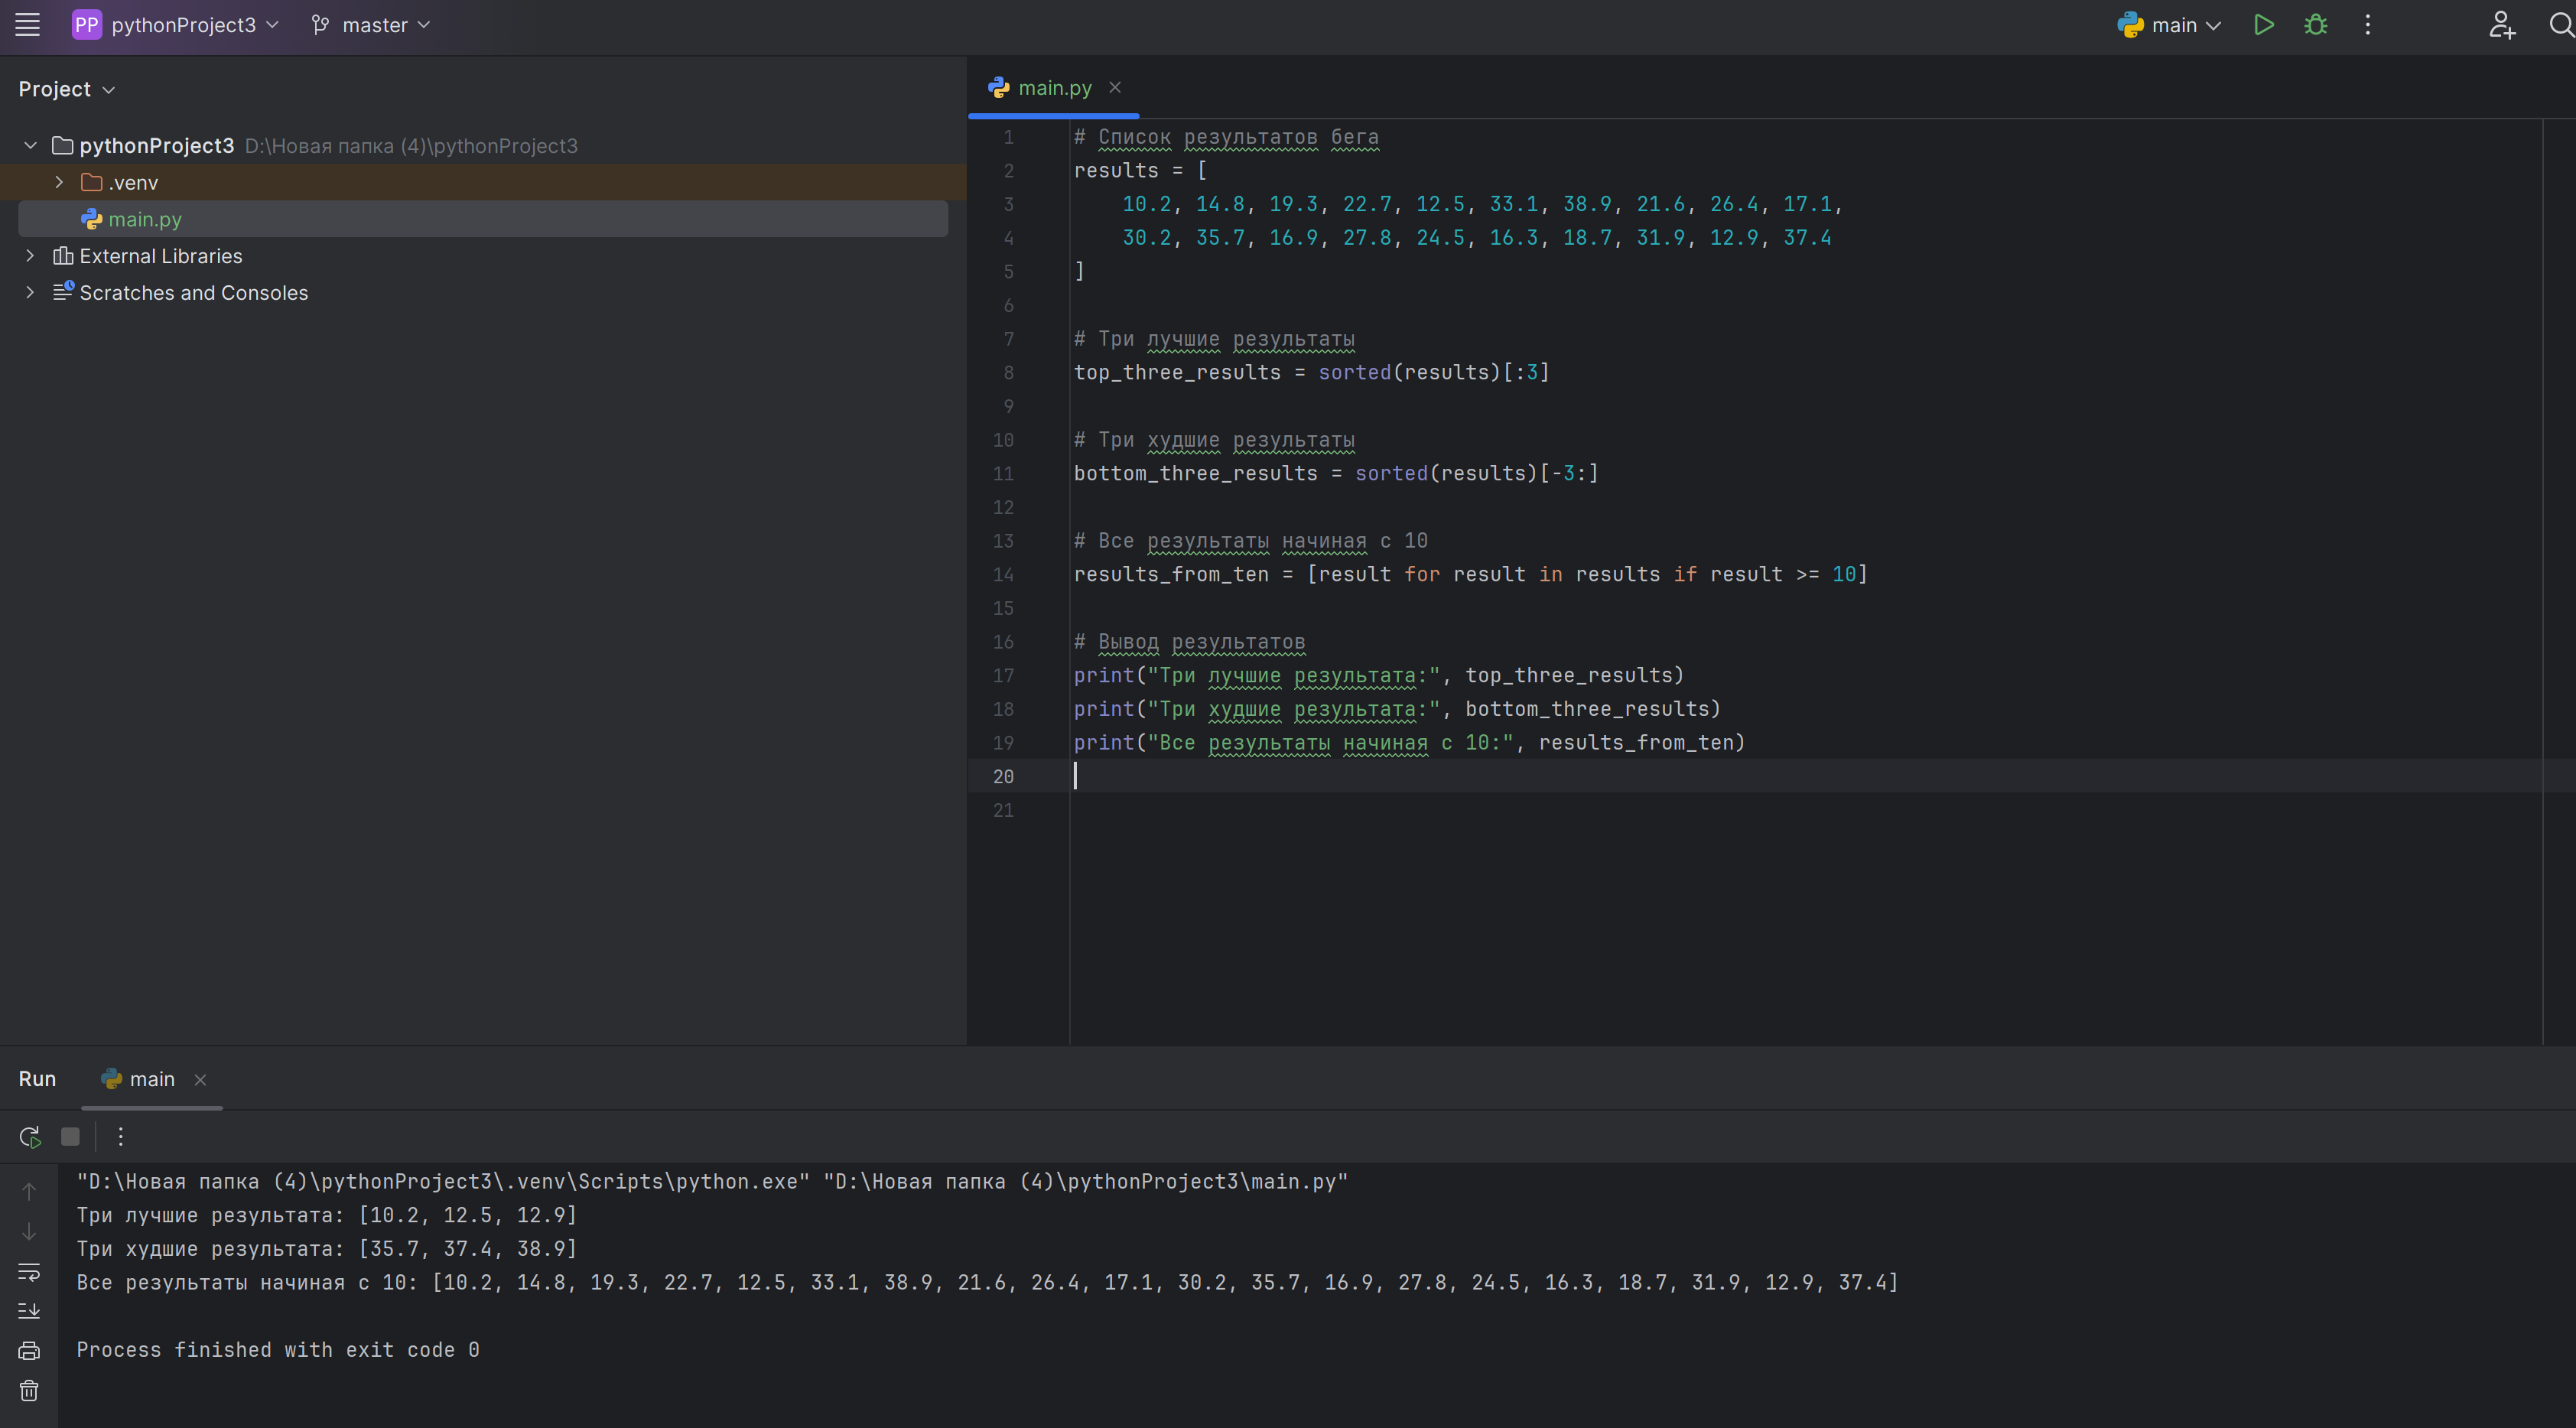 PP pythonProject3 master main
Project
pythonProject3 D:\Новая папка (4)\pythonProject3
.venv
main.py
External Libraries
Scratches and Consoles
main.py
1 # Список результатов бега
2 results = [
3 10.2, 14.8, 19.3, 22.7, 12.5, 33.1, 38.9, 21.6, 26.4, 17.1,
4 30.2, 35.7, 16.9, 27.8, 24.5, 16.3, 18.7, 31.9, 12.9, 37.4
5 ]
6
7 # Три лучшие результаты
8 top_three_results = sorted(results)[:3]
9
10 # Три худшие результаты
11 bottom_three_results = sorted(results)[-3:]
12
13 # Все результаты начиная с 10
14 results_from_ten = [result for result in results if result >= 10]
15
16 # Вывод результатов
17 print("Три лучшие результата:", top_three_results)
18 print("Три худшие результата:", bottom_three_results)
19 print("Все результаты начиная с 10:", results_from_ten)
20
21
Run main
"D:\Новая папка (4)\pythonProject3\.venv\Scripts\python.exe" "D:\Новая папка (4)\pythonProject3\main.py"
Три лучшие результата: [10.2, 12.5, 12.9]
Три худшие результата: [35.7, 37.4, 38.9]
Все результаты начиная с 10: [10.2, 14.8, 19.3, 22.7, 12.5, 33.1, 38.9, 21.6, 26.4, 17.1, 30.2, 35.7, 16.9, 27.8, 24.5, 16.3, 18.7, 31.9, 12.9, 37.4]
Process finished with exit code 0